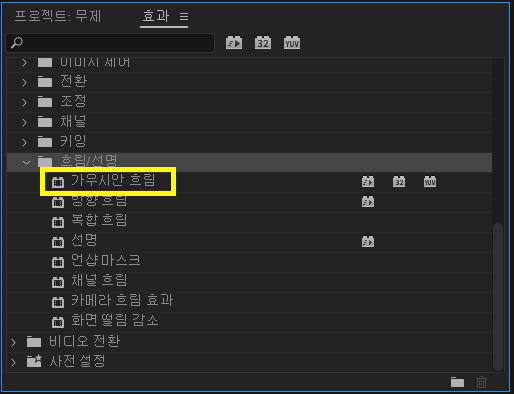 프로젝트: 무제 효과
32 YUV
이미지 제어
전환
조정
채널
키잉
흐림/선명
가우시안 흐림 32 YUV
방향 흐림
복합 흐림
선명
언샵 마스크
채널 흐림
카메라 흐림 효과
화면 떨림 감소
비디오 전환
사전 설정